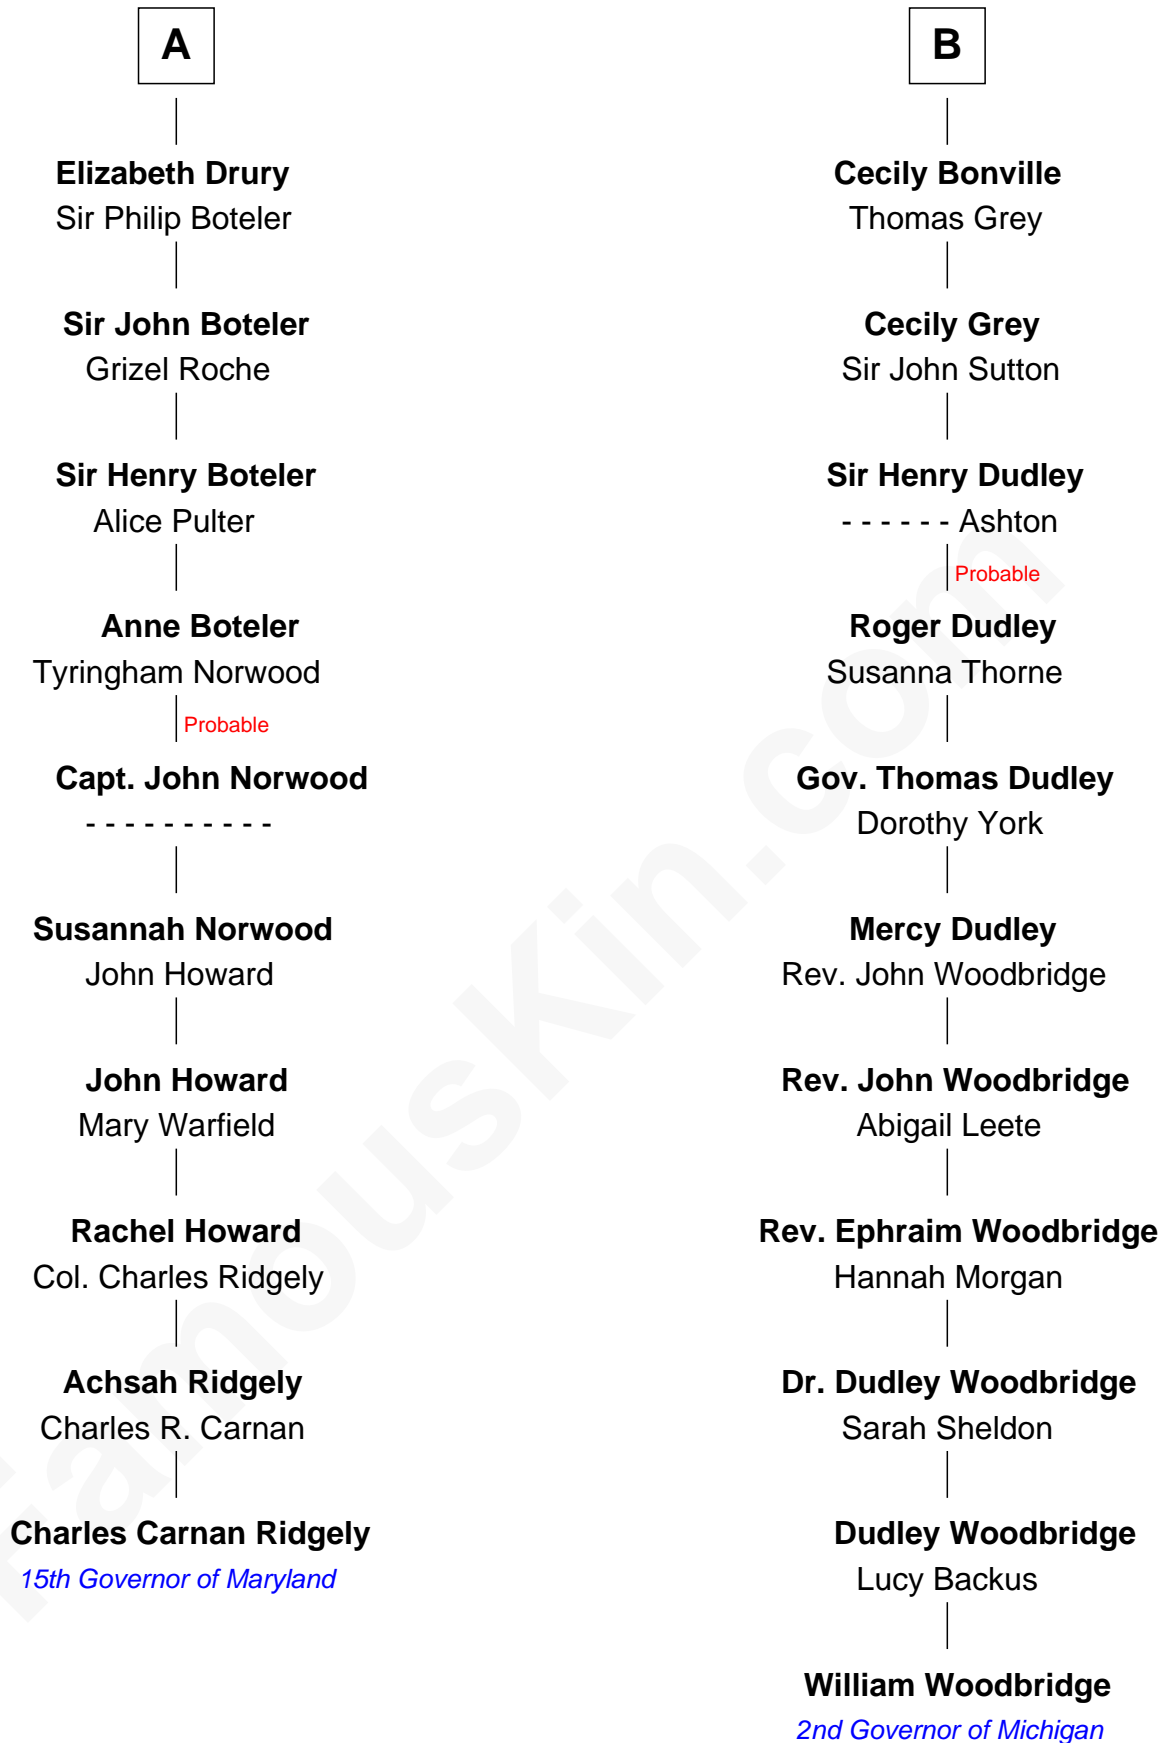 A
Elizabeth Drury
Sir Philip Boteler
Sir John Boteler
Grizel Roche
Sir Henry Boteler
Alice Pulter
Anne Boteler
Tyringham Norwood
Probable
Capt. John Norwood
- - - - - - - - - -
Susannah Norwood
John Howard
John Howard
Mary Warfield
Rachel Howard
Col. Charles Ridgely
Achsah Ridgely
Charles R. Carnan
Charles Carnan Ridgely
15th Governor of Maryland
B
Cecily Bonville
Thomas Grey
Cecily Grey
Sir John Sutton
Sir Henry Dudley
- - - - - - Ashton
Probable
Roger Dudley
Susanna Thorne
Gov. Thomas Dudley
Dorothy York
Mercy Dudley
Rev. John Woodbridge
Rev. John Woodbridge
Abigail Leete
Rev. Ephraim Woodbridge
Hannah Morgan
Dr. Dudley Woodbridge
Sarah Sheldon
Dudley Woodbridge
Lucy Backus
William Woodbridge
2nd Governor of Michigan
FamousKin.com